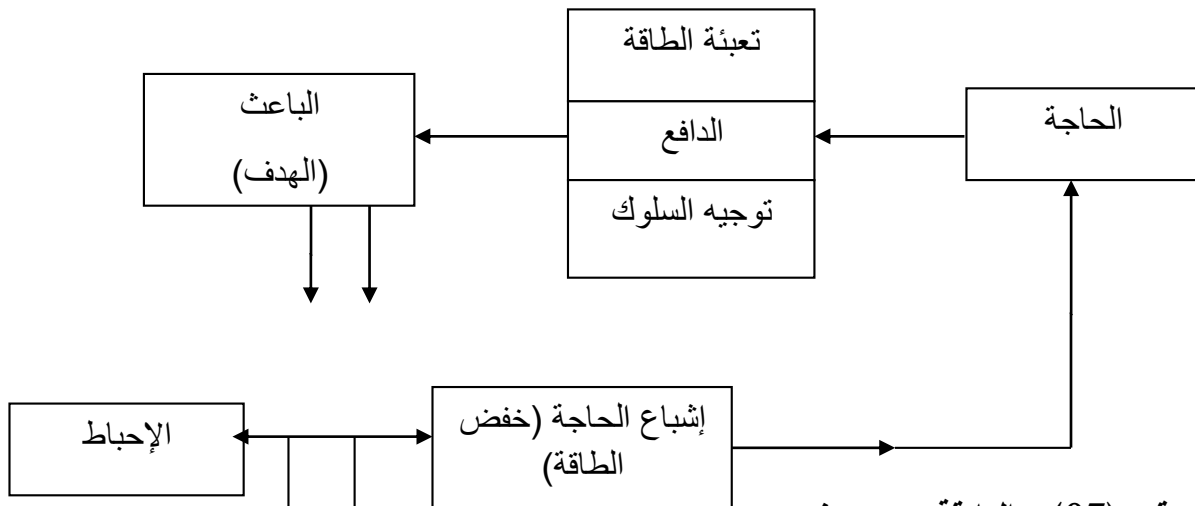 تعبئة الطاقة
الحاجة
الدافع
الباعث
(الهدف)
توجيه السلوك
إشباع الحاجة (خفض
الطاقة)
الإحباط